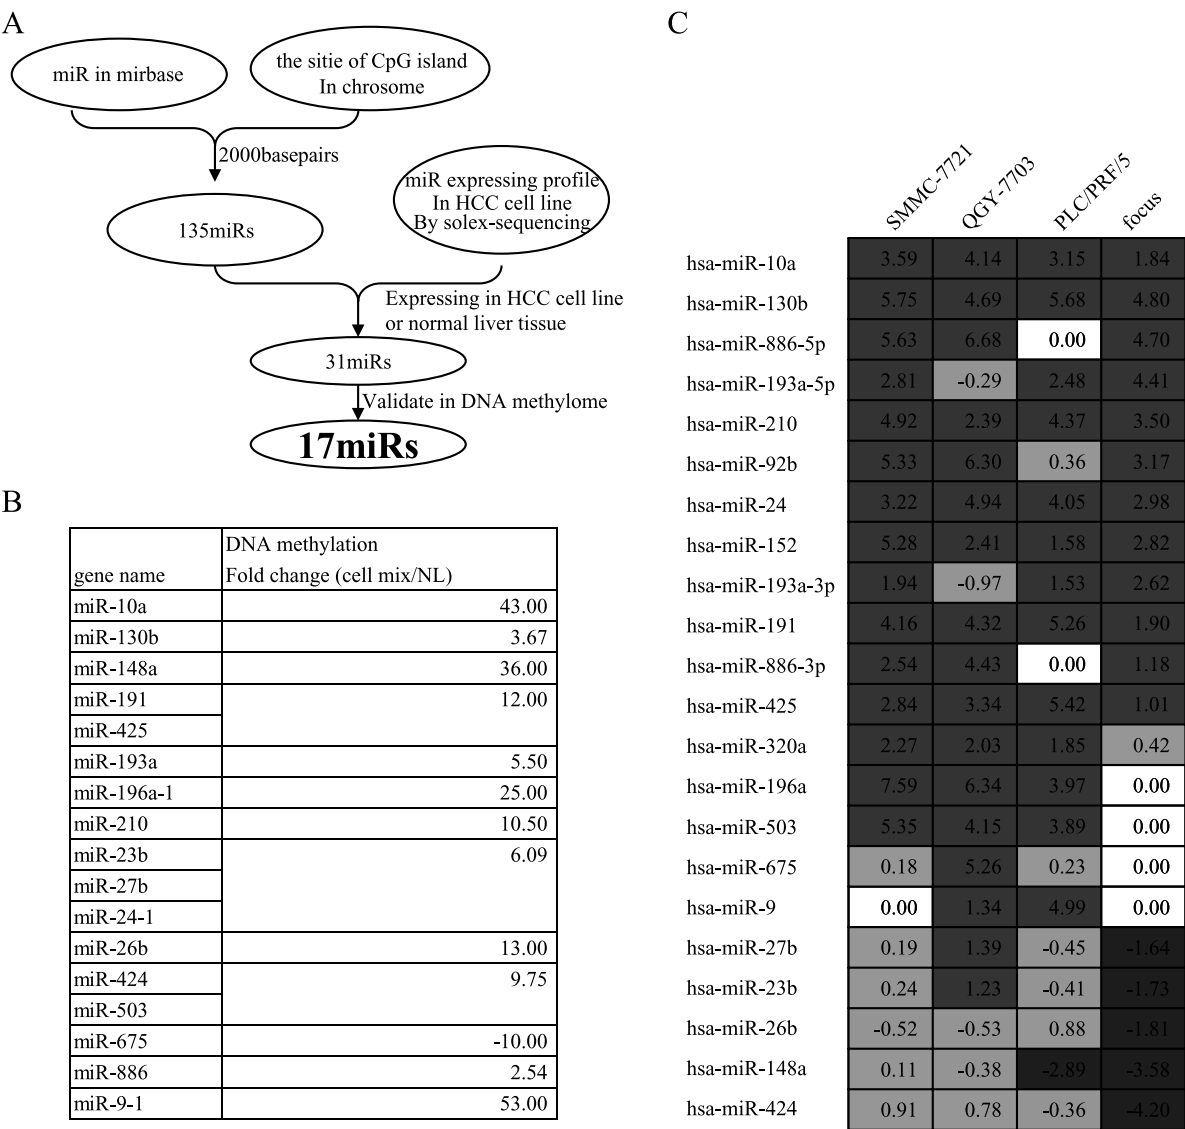 A
miR in mirbase
the sitie of CpG island
In chrosome
2000basepairs
135miRs
miR expressing profile
In HCC cell line
By solex-sequencing
Expressing in HCC cell line
or normal liver tissue
31miRs
Validate in DNA methylome
17miRs
B
gene name DNA methylation
Fold change (cell mix/NL)
miR-10a 43.00
miR-130b 3.67
miR-148a 36.00
miR-191 12.00
miR-425
miR-193a 5.50
miR-196a-1 25.00
miR-210 10.50
miR-23b 6.09
miR-27b
miR-24-1
miR-26b 13.00
miR-424 9.75
miR-503
miR-675 -10.00
miR-886 2.54
miR-9-1 53.00
C
SMMC-7721 QGY-7703 PLC/PRF/5 focus
hsa-miR-10a 3.59 4.14 3.15 1.84
hsa-miR-130b 5.75 4.69 5.68 4.80
hsa-miR-886-5p 5.63 6.68 0.00 4.70
hsa-miR-193a-5p 2.81 -0.29 2.48 4.41
hsa-miR-210 4.92 2.39 4.37 3.50
hsa-miR-92b 5.33 6.30 0.36 3.17
hsa-miR-24 3.22 4.94 4.05 2.98
hsa-miR-152 5.28 2.41 1.58 2.82
hsa-miR-193a-3p 1.94 -0.97 1.53 2.62
hsa-miR-191 4.16 4.32 5.26 1.90
hsa-miR-886-3p 2.54 4.43 0.00 1.18
hsa-miR-425 2.84 3.34 5.42 1.01
hsa-miR-320a 2.27 2.03 1.85 0.42
hsa-miR-196a 7.59 6.34 3.97 0.00
hsa-miR-503 5.35 4.15 3.89 0.00
hsa-miR-675 0.18 5.26 0.23 0.00
hsa-miR-9 0.00 1.34 4.99 0.00
hsa-miR-27b 0.19 1.39 -0.45 -1.64
hsa-miR-23b 0.24 1.23 -0.41 -1.73
hsa-miR-26b -0.52 -0.53 0.88 -1.81
hsa-miR-148a 0.11 -0.38 -2.89 -3.58
hsa-miR-424 0.91 0.78 -0.36 -4.20